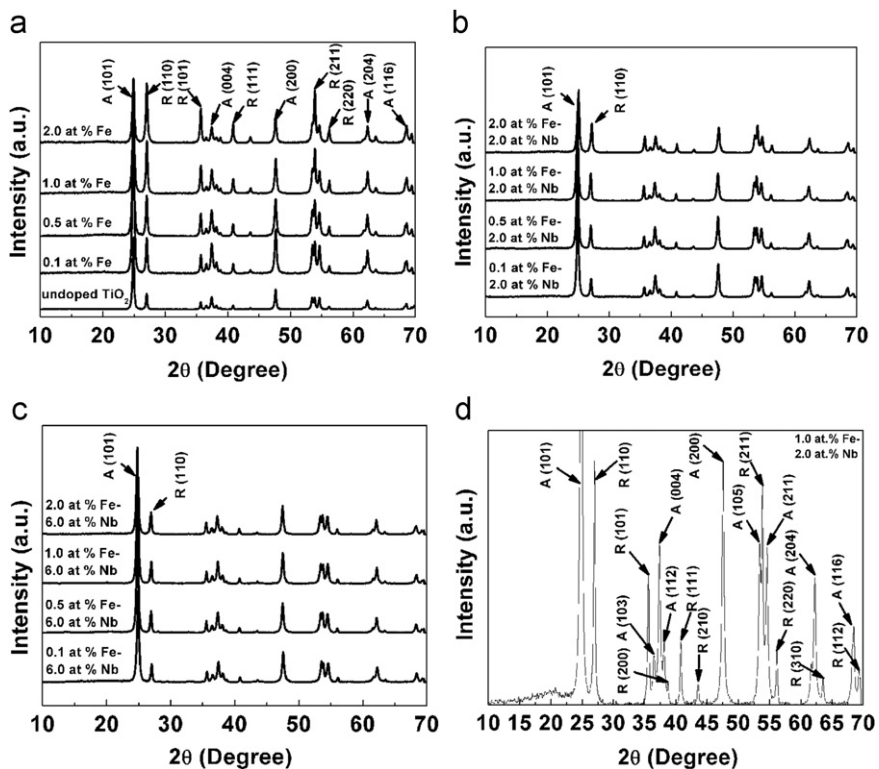 a
Intensity (a.u.)
A (101)
R (110)
R (101)
A (004)
R (111)
A (200)
R (211)
R (220)
A (204)
A (116)
2.0 at % Fe
1.0 at % Fe
0.5 at % Fe
0.1 at % Fe
undoped TiO₂
10 20 30 40 50 60 70
2θ (Degree)
b
Intensity (a.u.)
A (101)
R (110)
2.0 at % Fe-
2.0 at % Nb
1.0 at % Fe-
2.0 at % Nb
0.5 at % Fe-
2.0 at % Nb
0.1 at % Fe-
2.0 at % Nb
10 20 30 40 50 60 70
2θ (Degree)
c
Intensity (a.u.)
A (101)
R (110)
2.0 at % Fe-
6.0 at % Nb
1.0 at % Fe-
6.0 at % Nb
0.5 at % Fe-
6.0 at % Nb
0.1 at % Fe-
6.0 at % Nb
10 20 30 40 50 60 70
2θ (Degree)
d
Intensity (a.u.)
1.0 at.% Fe-
2.0 at.% Nb
A (101)
R (110)
R (101)
R (200)
A (103)
A (004)
A (112)
R (111)
R (210)
A (200)
A (105)
R (211)
A (211)
R (220)
A (204)
R (310)
A (116)
R (112)
10 15 20 25 30 35 40 45 50 55 60 65 70
2θ (Degree)